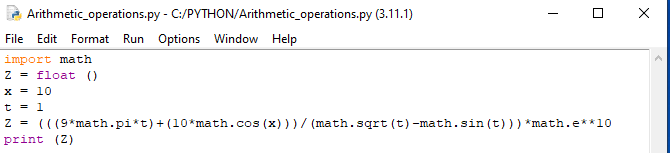 Arithmetic_operations.py - C:/PYTHON/Arithmetic_operations.py (3.11.1)
File Edit Format Run Options Window Help
import math
Z = float ()
x = 10
t = 1
Z = (((9*math.pi*t)+(10*math.cos(x)))/(math.sqrt(t)-math.sin(t)))*math.e**10
print (Z)